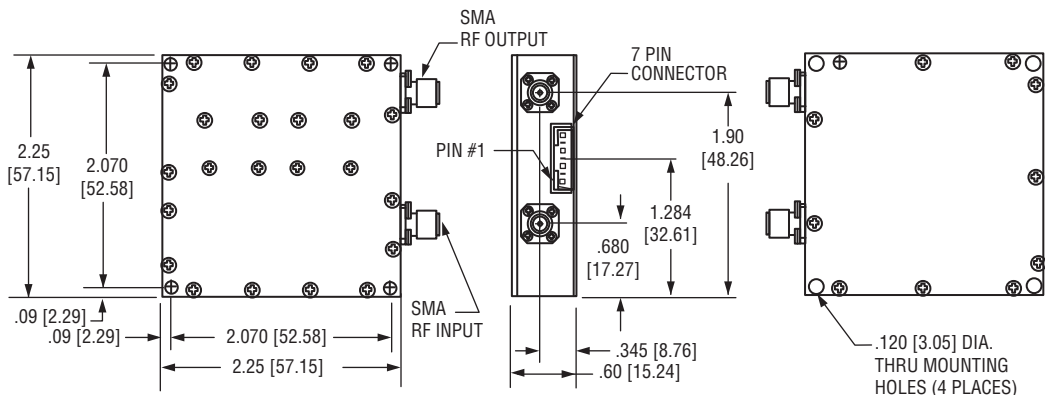 SMA
RF OUTPUT
2.25
[57.15]
2.070
[52.58]
.09 [2.29]
.09 [2.29]
2.070 [52.58]
2.25 [57.15]
SMA
RF INPUT
7 PIN
CONNECTOR
PIN #1
1.90
[48.26]
1.284
[32.61]
.680
[17.27]
.345 [8.76]
.60 [15.24]
.120 [3.05] DIA.
THRU MOUNTING
HOLES (4 PLACES)